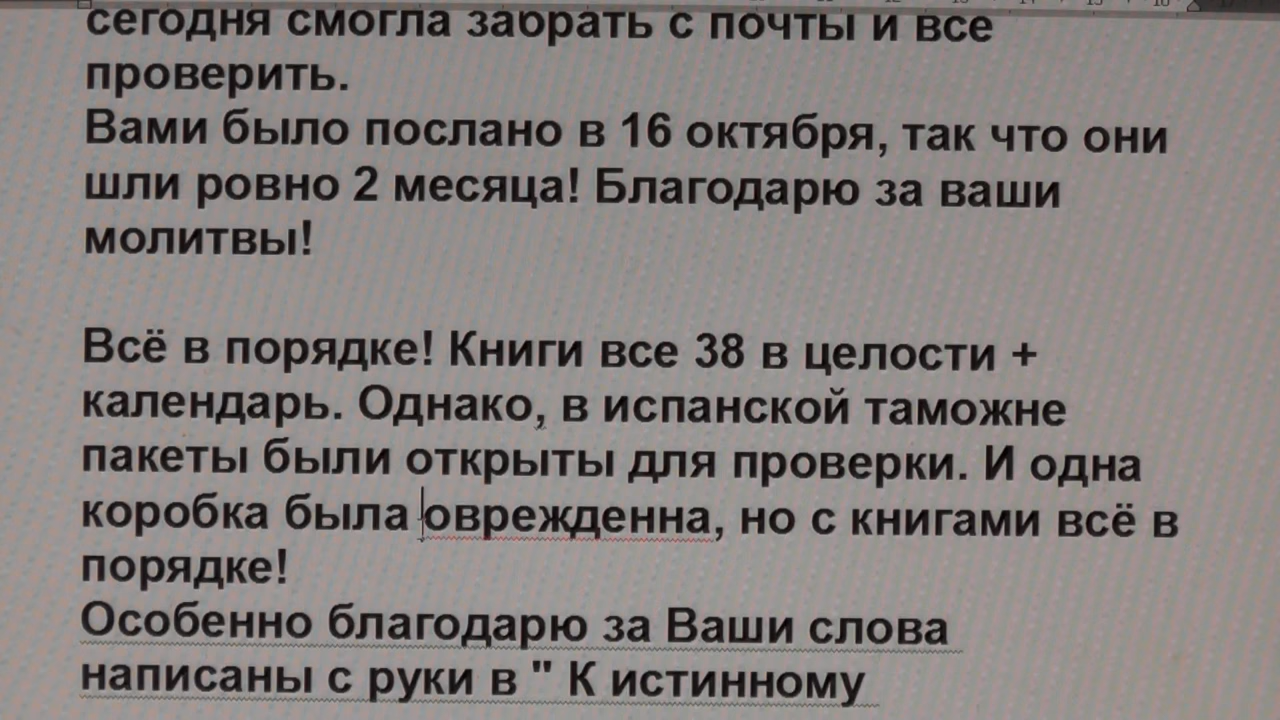 сегодня смогла забрать с почты и все
проверить.
Вами было послано в 16 октября, так что они
шли ровно 2 месяца! Благодарю за ваши
молитвы!
Всё в порядке! Книги все 38 в целости +
календарь. Однако, в испанской таможне
пакеты были открыты для проверки. И одна
коробка была оврежденна, но с книгами всё в
порядке!
Особенно благодарю за Ваши слова
написаны с руки в " К истинному